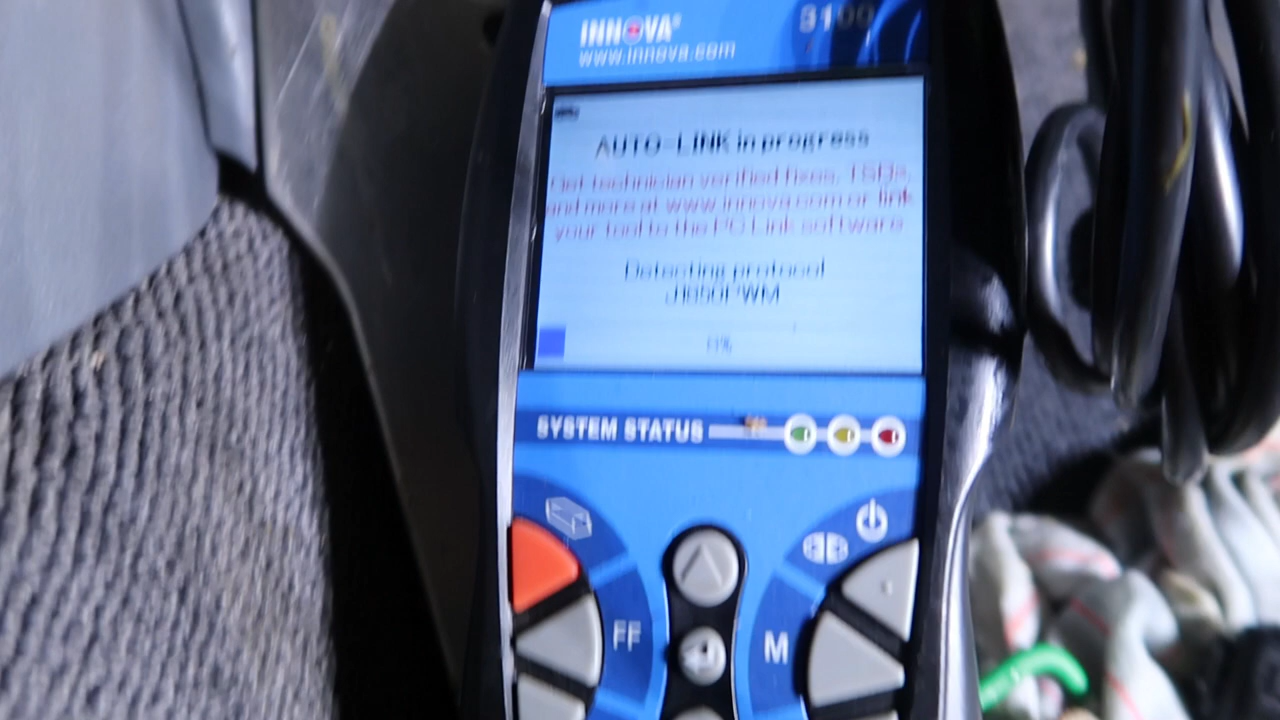 INNOVA®
3100
www.innova.com
AUTO-LINK in progress
Get technician verified fixes, TSBs,
and more at www.innova.com or link
your tool to the PC Link software
Detecting protocol
J1850PWM
SYSTEM STATUS
FF
M